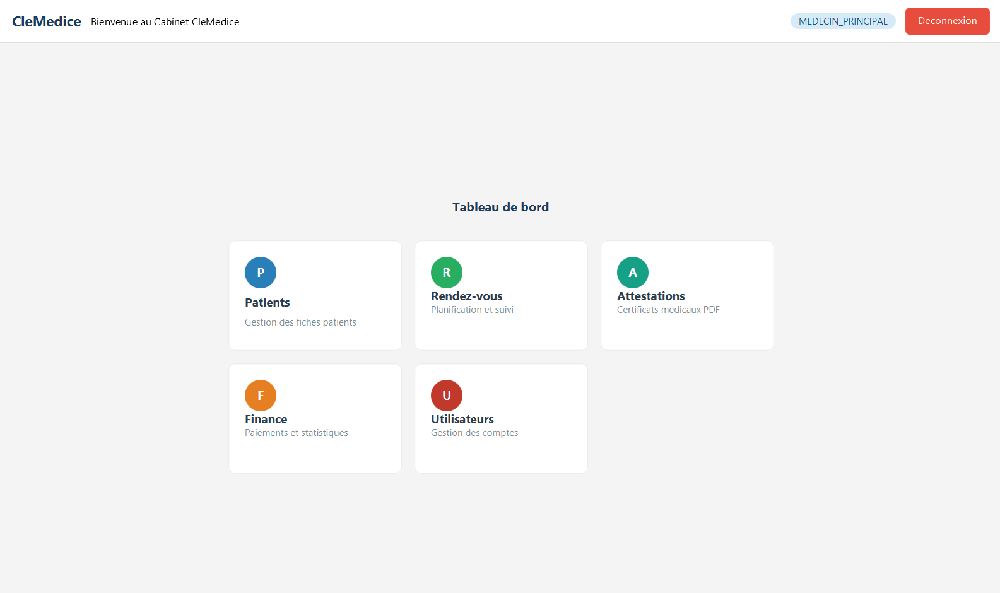 CleMedice Bienvenue au Cabinet CleMedice MEDECIN_PRINCIPAL Deconnexion
Tableau de bord
P
Patients
Gestion des fiches patients
R
Rendez-vous
Planification et suivi
A
Attestations
Certificats medicaux PDF
F
Finance
Paiements et statistiques
U
Utilisateurs
Gestion des comptes